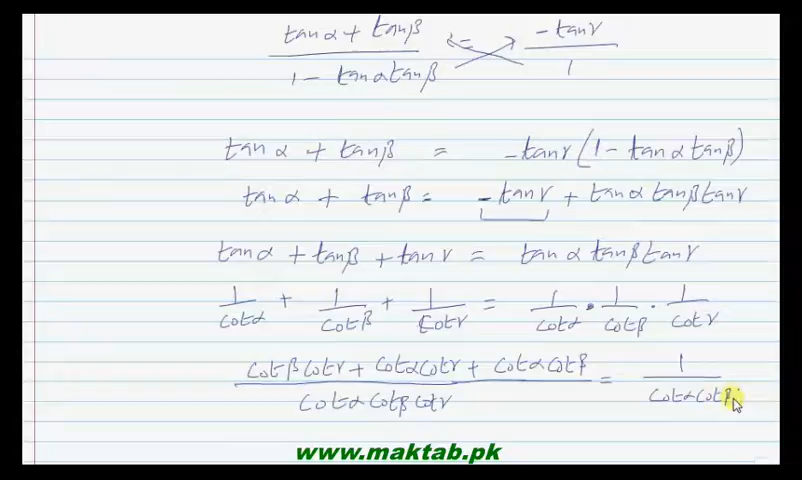 (tanα + tanβ)/(1 - tanα tanβ) = (-tanγ)/1
tanα + tanβ = -tanγ(1 - tanα tanβ)
tanα + tanβ = -tanγ + tanα tanβ tanγ
tanα + tanβ + tanγ = tanα tanβ tanγ
1/cotα + 1/cotβ + 1/cotγ = 1/cotα · 1/cotβ · 1/cotγ
(cotβ cotγ + cotα cotγ + cotα cotβ)/(cotα cotβ cotγ) = 1/(cotα cotβ
www.maktab.pk